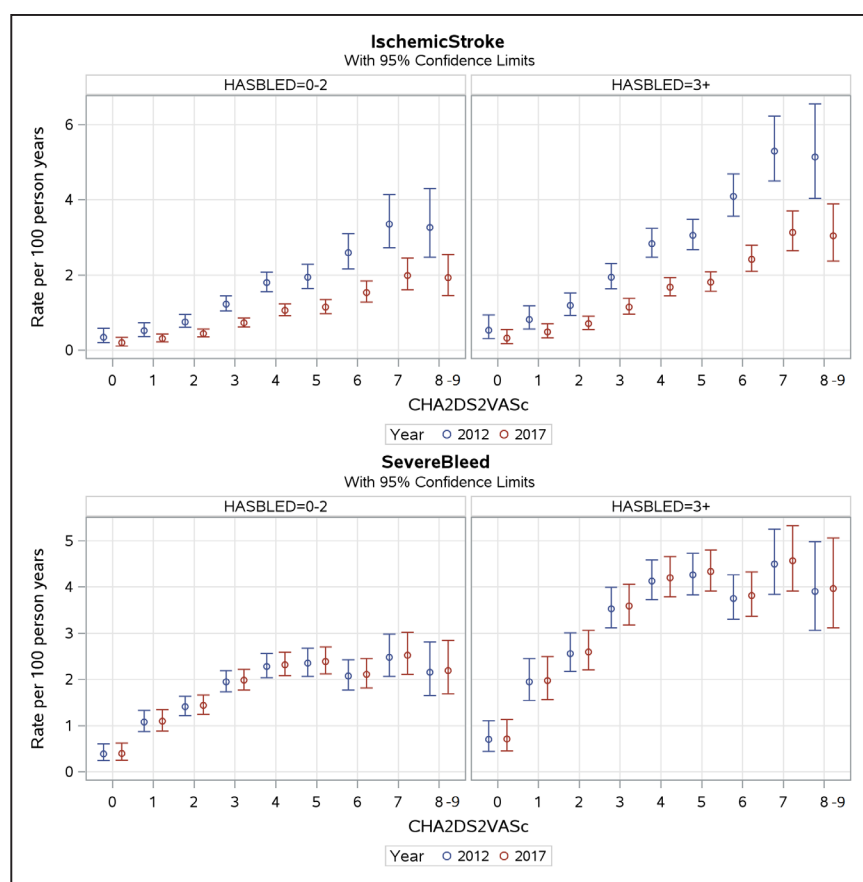 IschemicStroke
With 95% Confidence Limits
HASBLED=0-2 HASBLED=3+
Rate per 100 person years
6
4
2
0
0 1 2 3 4 5 6 7 8 -9 0 1 2 3 4 5 6 7 8 -9
CHA2DS2VASc
Year 2012 2017
SevereBleed
With 95% Confidence Limits
HASBLED=0-2 HASBLED=3+
Rate per 100 person years
5
4
3
2
1
0
0 1 2 3 4 5 6 7 8 -9 0 1 2 3 4 5 6 7 8 -9
CHA2DS2VASc
Year 2012 2017